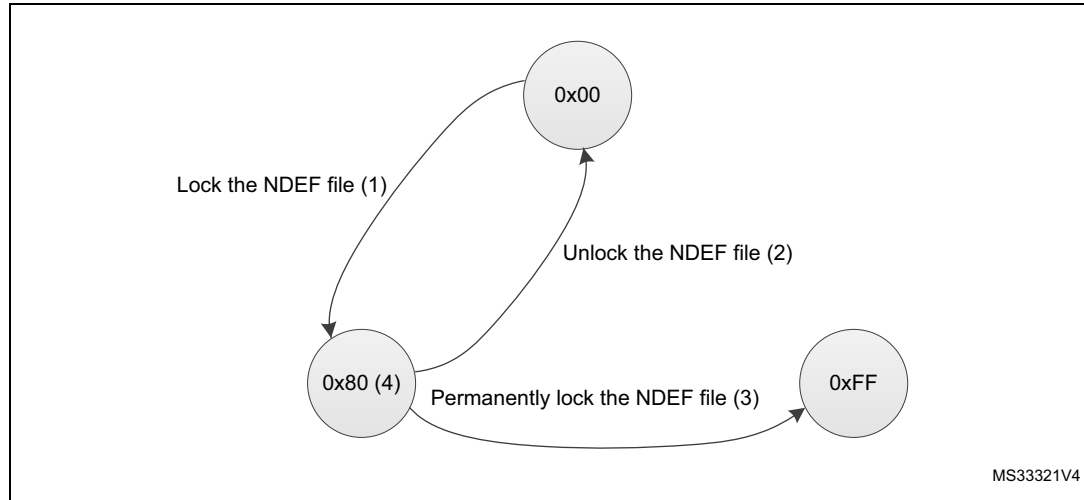 0x00
Lock the NDEF file (1)
Unlock the NDEF file (2)
0x80 (4)
Permanently lock the NDEF file (3)
0xFF
MS33321V4